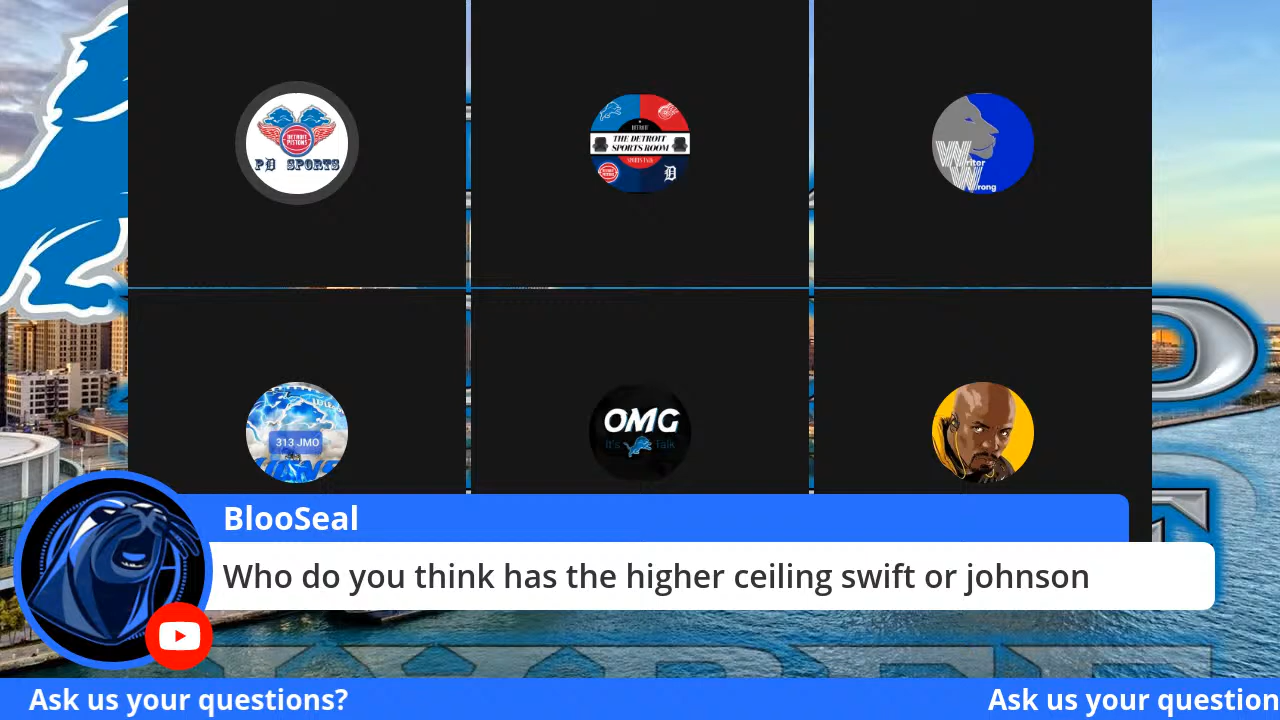 DETROIT
PISTONS
PD SPORTS
DETROIT
THE DETROIT
SPORTS ROOM
SPORTS TALK
D
Writer
Wrong
313 JMO
OMG
It's Talk
BlooSeal
Who do you think has the higher ceiling swift or johnson
Ask us your questions?
Ask us your question